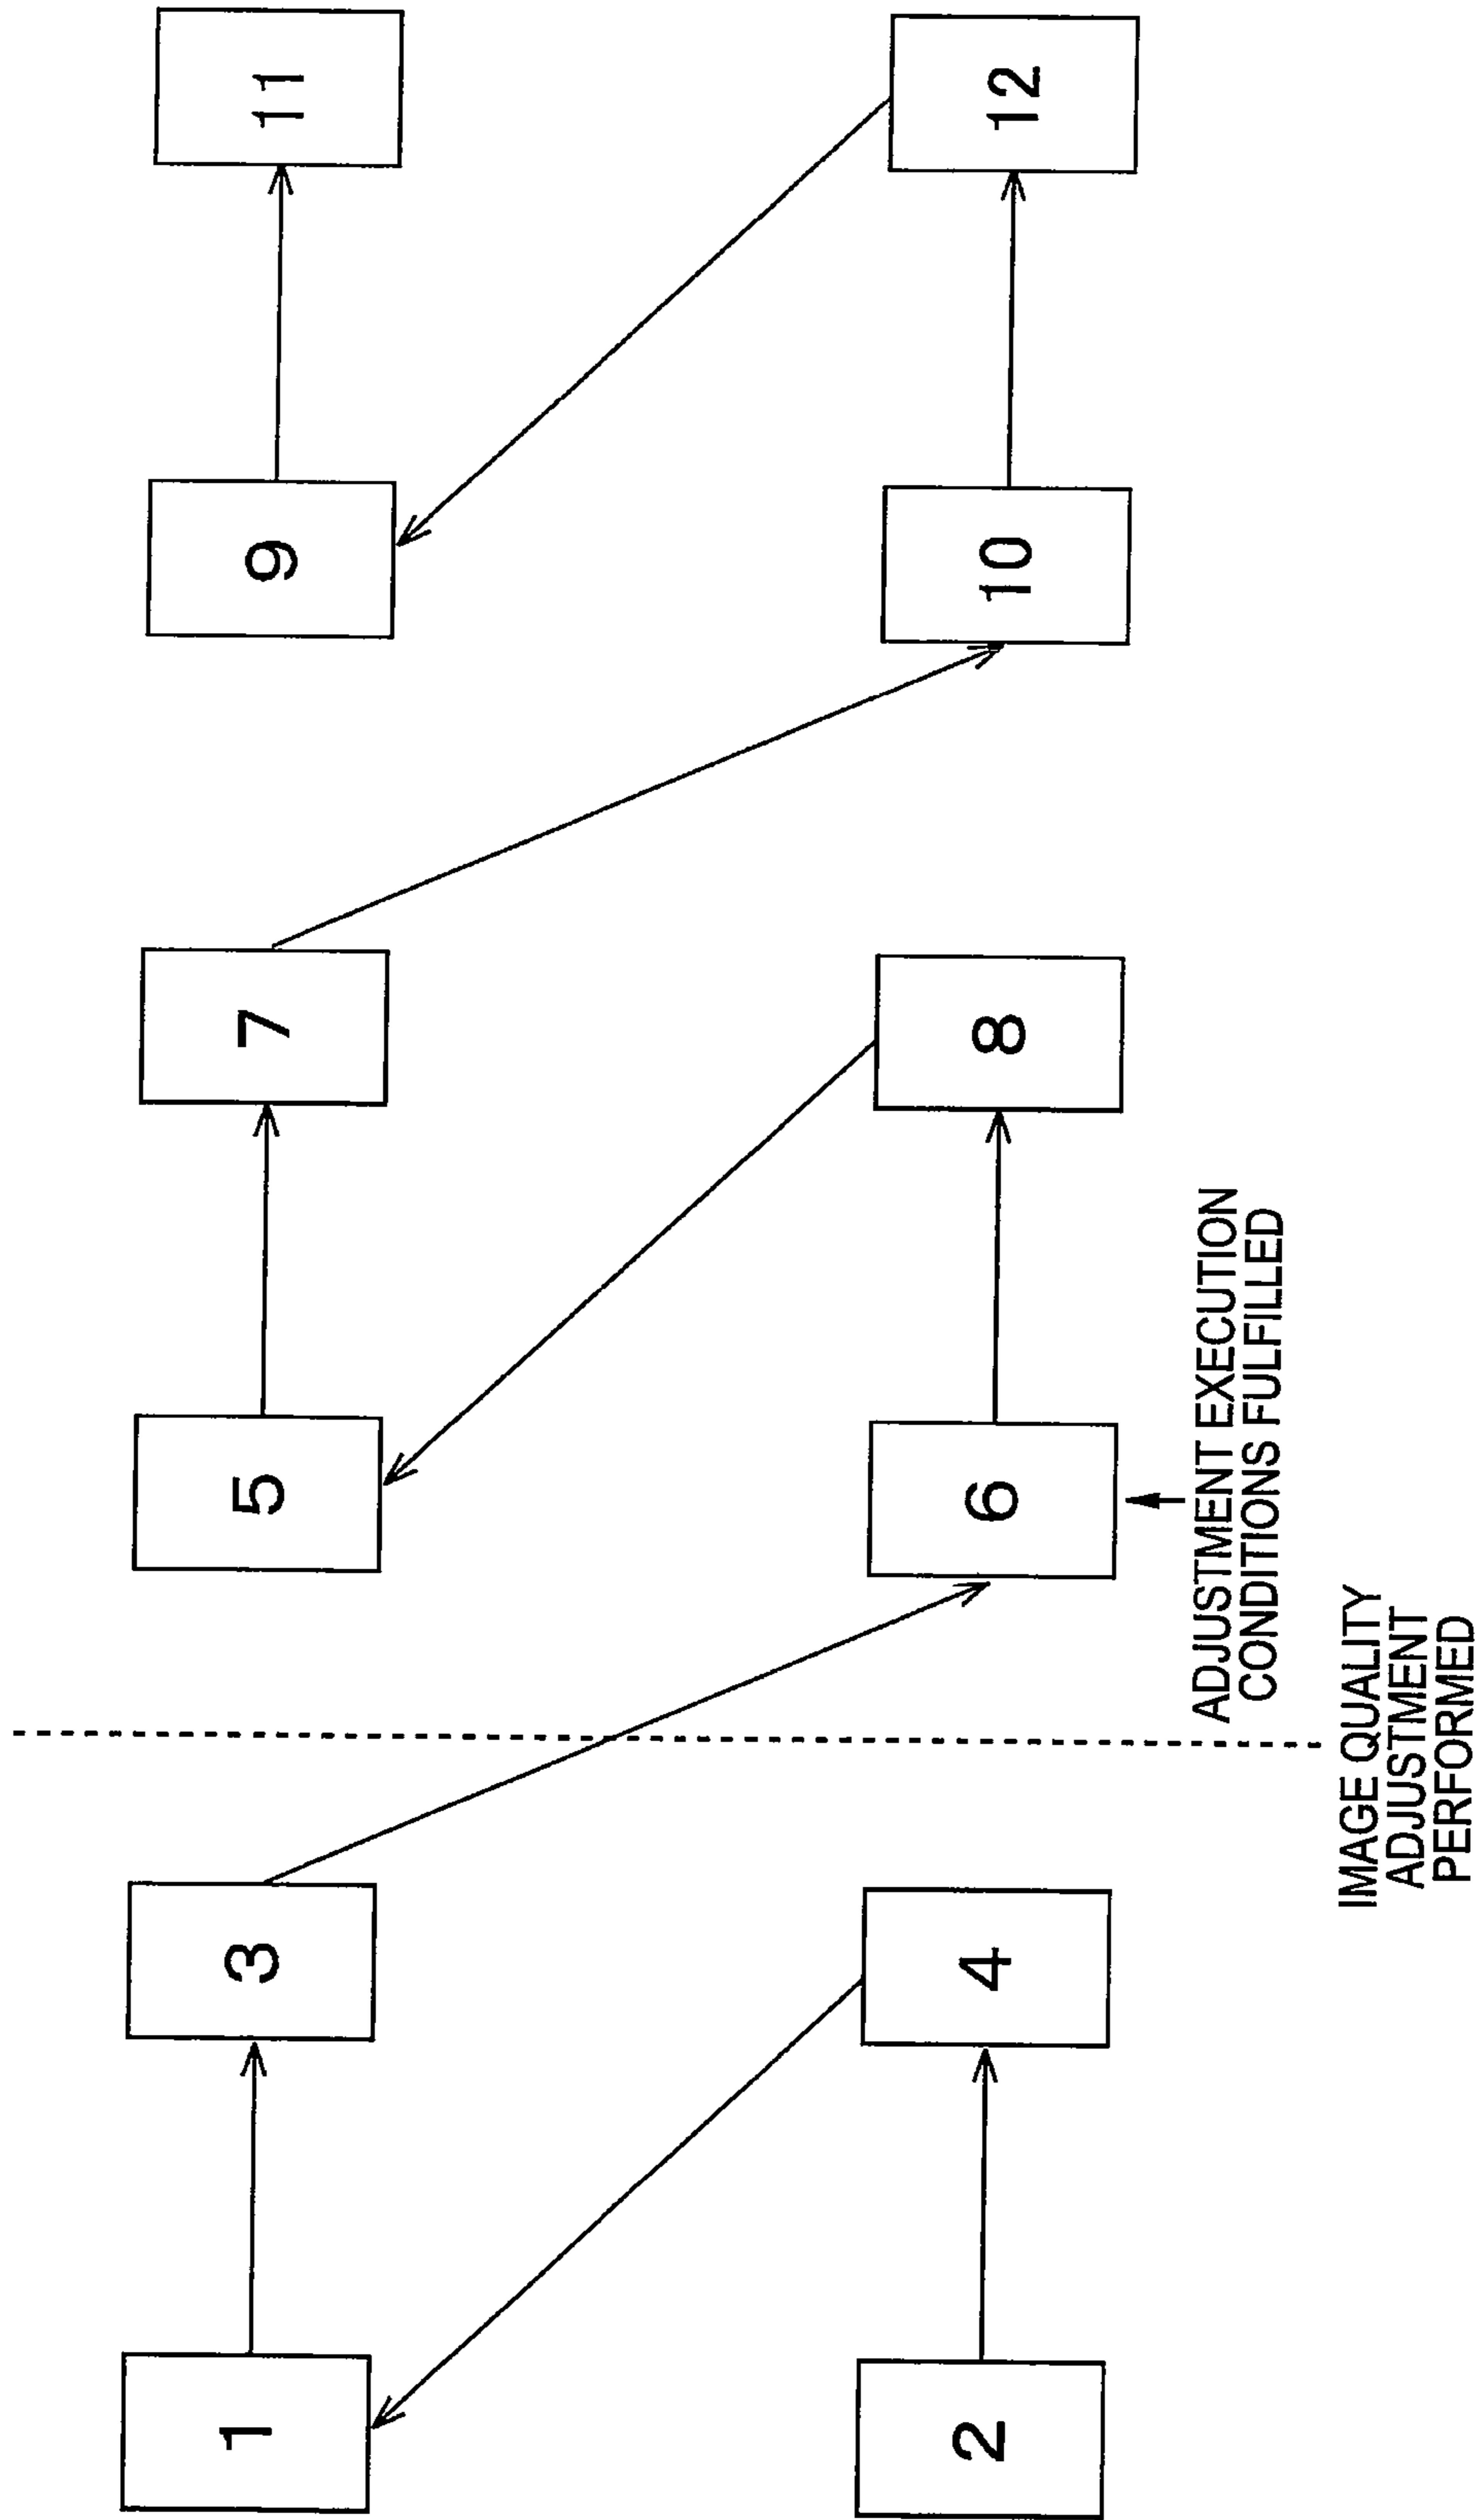 1
3
5
7
9
11
2
4
6
8
10
12
ADJUSTMENT EXECUTION
CONDITIONS FULFILLED
IMAGE QUALITY
ADJUSTMENT
PERFORMED